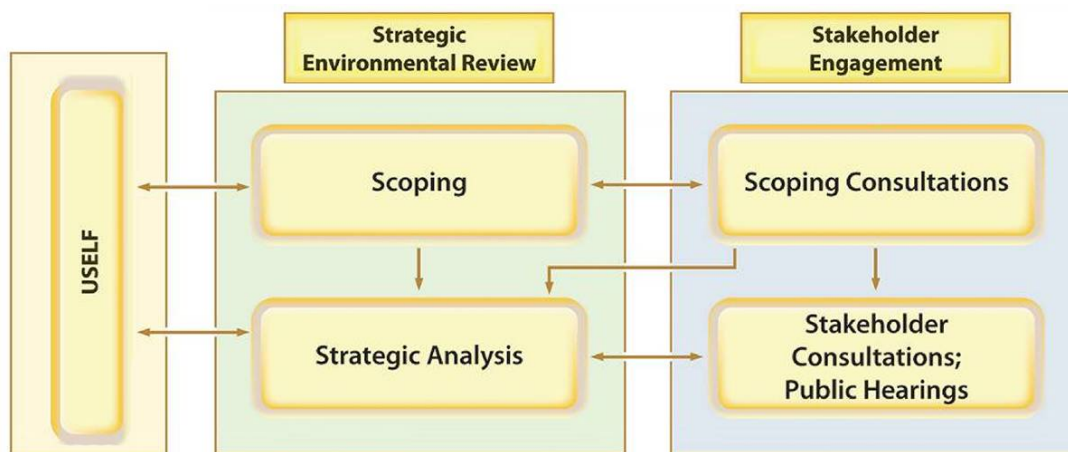 Strategic
Environmental Review
Stakeholder
Engagement
USELF
Scoping
Scoping Consultations
Strategic Analysis
Stakeholder
Consultations;
Public Hearings